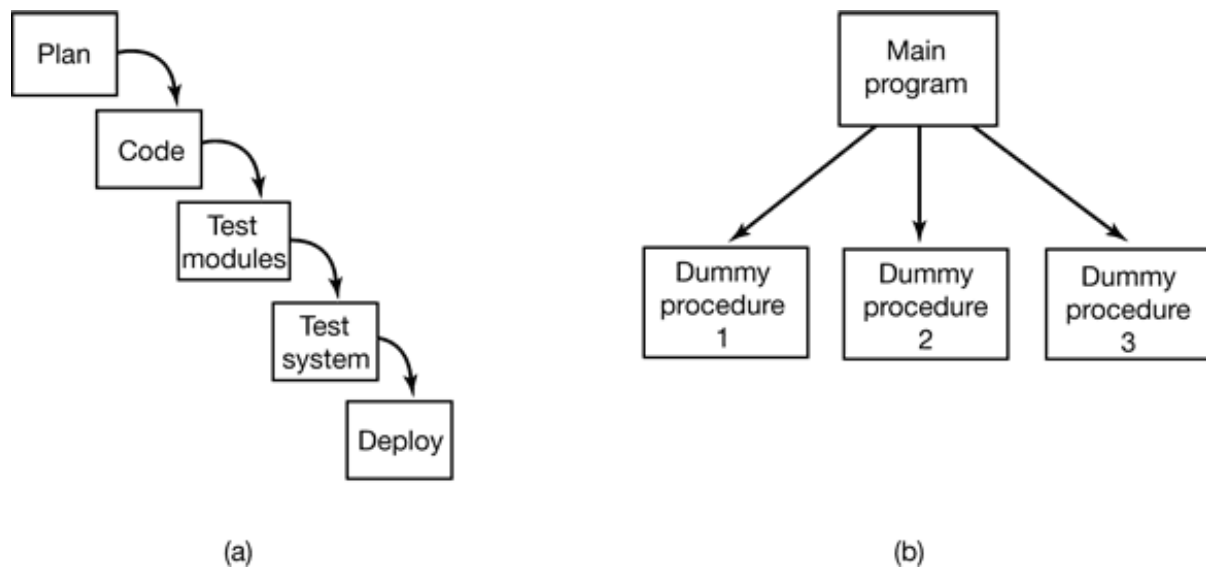 Plan
Code
Test
modules
Test
system
Deploy
(a)
Main
program
Dummy
procedure
1
Dummy
procedure
2
Dummy
procedure
3
(b)